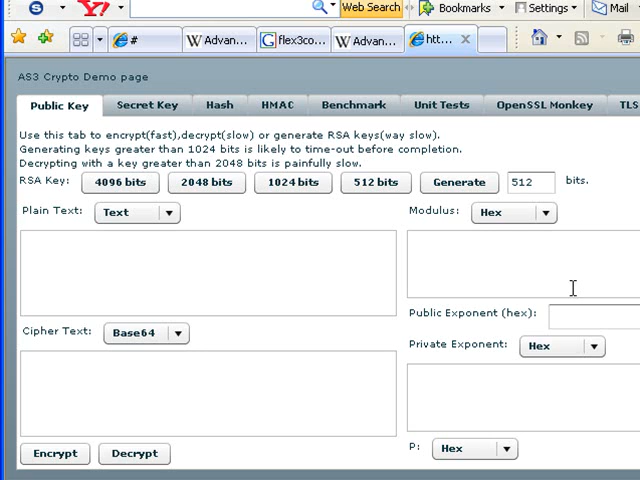 Web Search Bookmarks Settings Mail
# Advan... flex3co... Advan... htt...
AS3 Crypto Demo page
Public Key Secret Key Hash HMAC Benchmark Unit Tests OpenSSL Monkey TLS
Use this tab to encrypt(fast),decrypt(slow) or generate RSA keys(way slow).
Generating keys greater than 1024 bits is likely to time-out before completion.
Decrypting with a key greater than 2048 bits is painfully slow.
RSA Key: 4096 bits 2048 bits 1024 bits 512 bits Generate 512 bits.
Plain Text: Text Modulus: Hex
Public Exponent (hex):
Cipher Text: Base64 Private Exponent: Hex
Encrypt Decrypt P: Hex